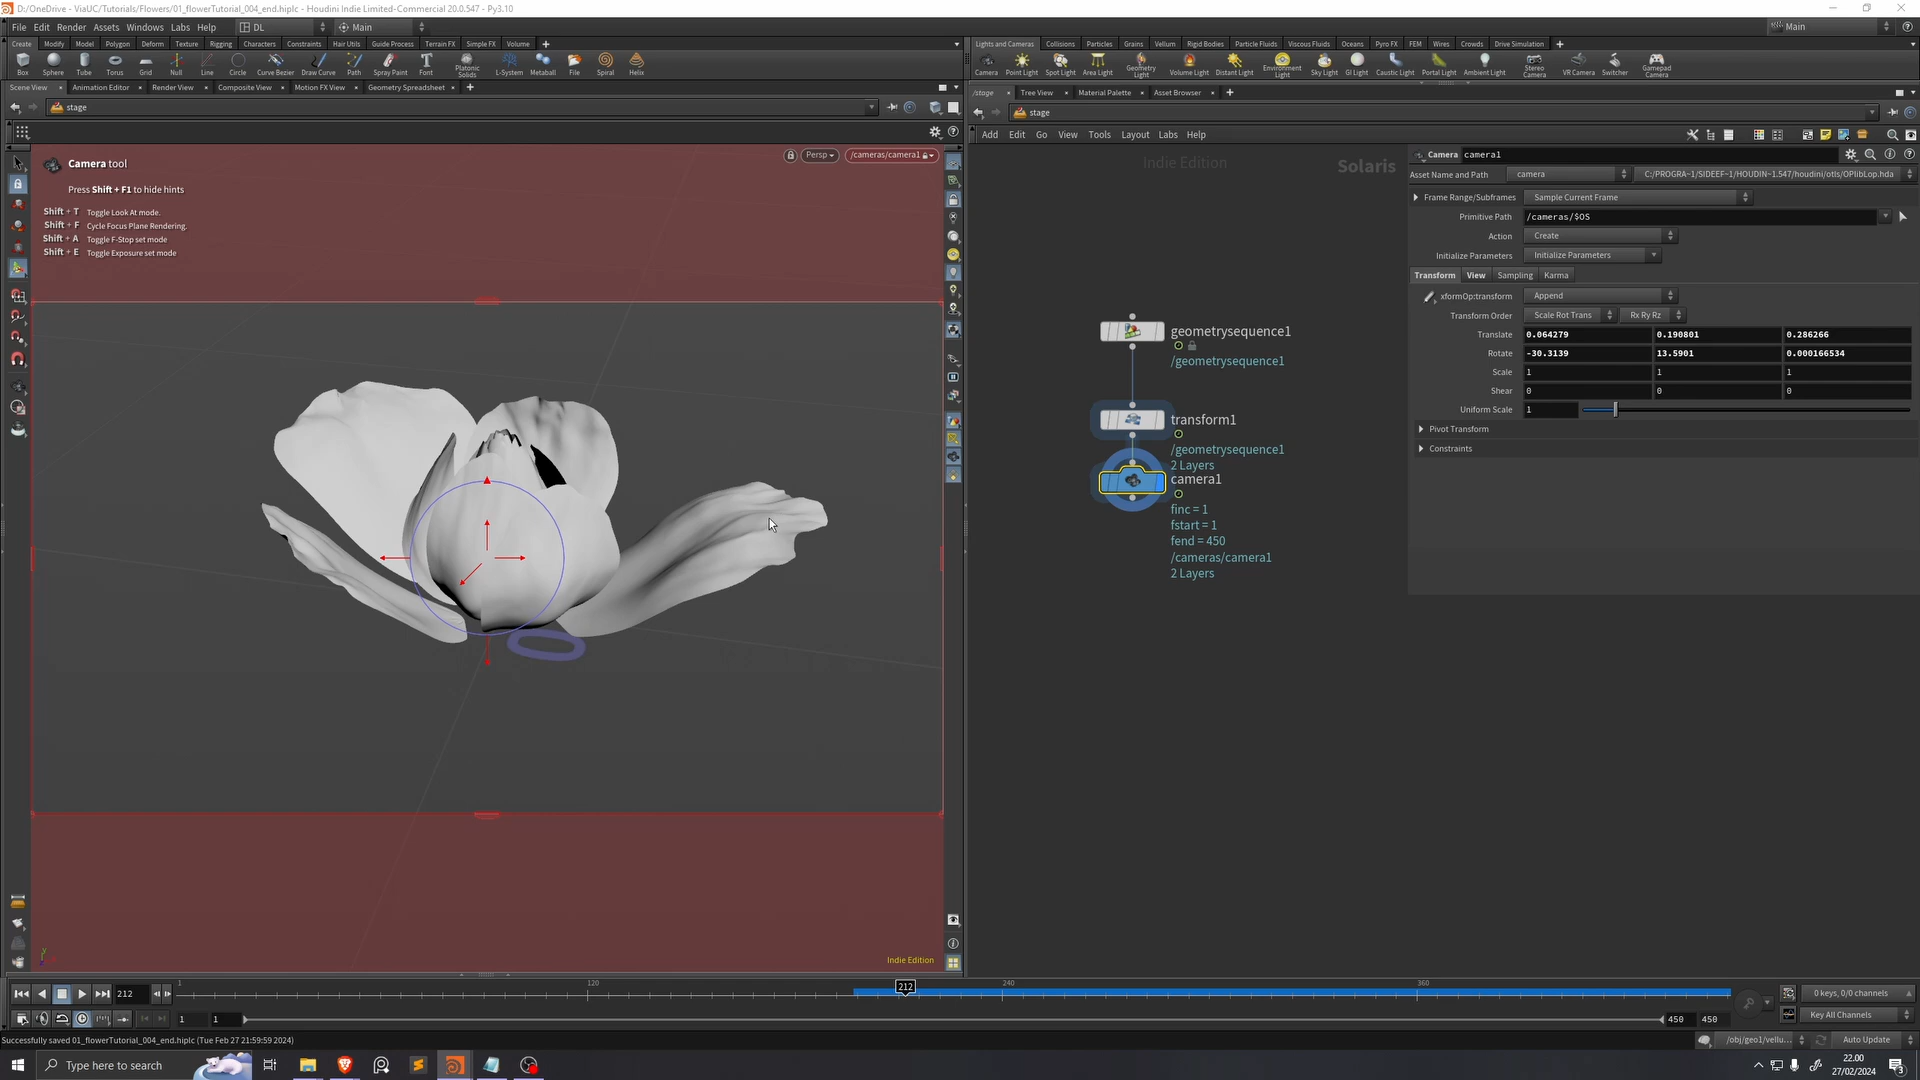 D:/OneDrive - ViaUC/Tutorials/Flowers/01_flowerTutorial_004_end.hiplc - Houdini Indie Limited-Commercial 20.0.547 - Py3.10
File Edit Render Assets Windows Labs Help DL Main Main
Create Modify Model Polygon Deform Texture Rigging Characters Constraints Hair Utils Guide Process Terrain FX Simple FX Volume
Lights and Cameras Collisions Particles Grains Vellum Rigid Bodies Particle Fluids Viscous Fluids Oceans Pyro FX FEM Wires Crowds Drive Simulation
Box Sphere Tube Torus Grid Null Line Circle Curve Bezier Draw Curve Path Spray Paint Font Platonic Solids L-System Metaball File Spiral Helix
Camera Point Light Spot Light Area Light Geometry Light Volume Light Distant Light Environment Light Sky Light GI Light Caustic Light Portal Light Ambient Light Stereo Camera VR Camera Switcher Gamepad Camera
Scene View Animation Editor Render View Composite View Motion FX View Geometry Spreadsheet
/stage Tree View Material Palette Asset Browser
stage
stage
Add Edit Go View Tools Layout Labs Help
Camera tool
Press Shift + F1 to hide hints
Shift + T Toggle Look At mode.
Shift + F Cycle Focus Plane Rendering.
Shift + A Toggle F-Stop set mode
Shift + E Toggle Exposure set mode
Persp
/cameras/camera1
Indie Edition
Indie Edition
Solaris
geometrysequence1
/geometrysequence1
transform1
/geometrysequence1
2 Layers
camera1
finc = 1
fstart = 1
fend = 450
/cameras/camera1
2 Layers
Camera camera1
Asset Name and Path camera C:/PROGRA~1/SIDEEF~1/HOUDIN~1.547/houdini/otls/OPlibLop.hda
Frame Range/Subframes Sample Current Frame
Primitive Path /cameras/$OS
Action Create
Initialize Parameters Initialize Parameters
Transform View Sampling Karma
xformOp:transform Append
Transform Order Scale Rot Trans Rx Ry Rz
Translate 0.064279 0.190801 0.286266
Rotate -30.3139 13.5901 0.000166534
Scale 1 1 1
Shear 0 0 0
Uniform Scale 1
Pivot Transform
Constraints
212 1 120 212 240 360
0 keys, 0/0 channels
1 1 450 450 Key All Channels
Successfully saved 01_flowerTutorial_004_end.hiplc (Tue Feb 27 21:59:59 2024)
/obj/geo1/vellu... Auto Update
Type here to search
22.00
27/02/2024
3